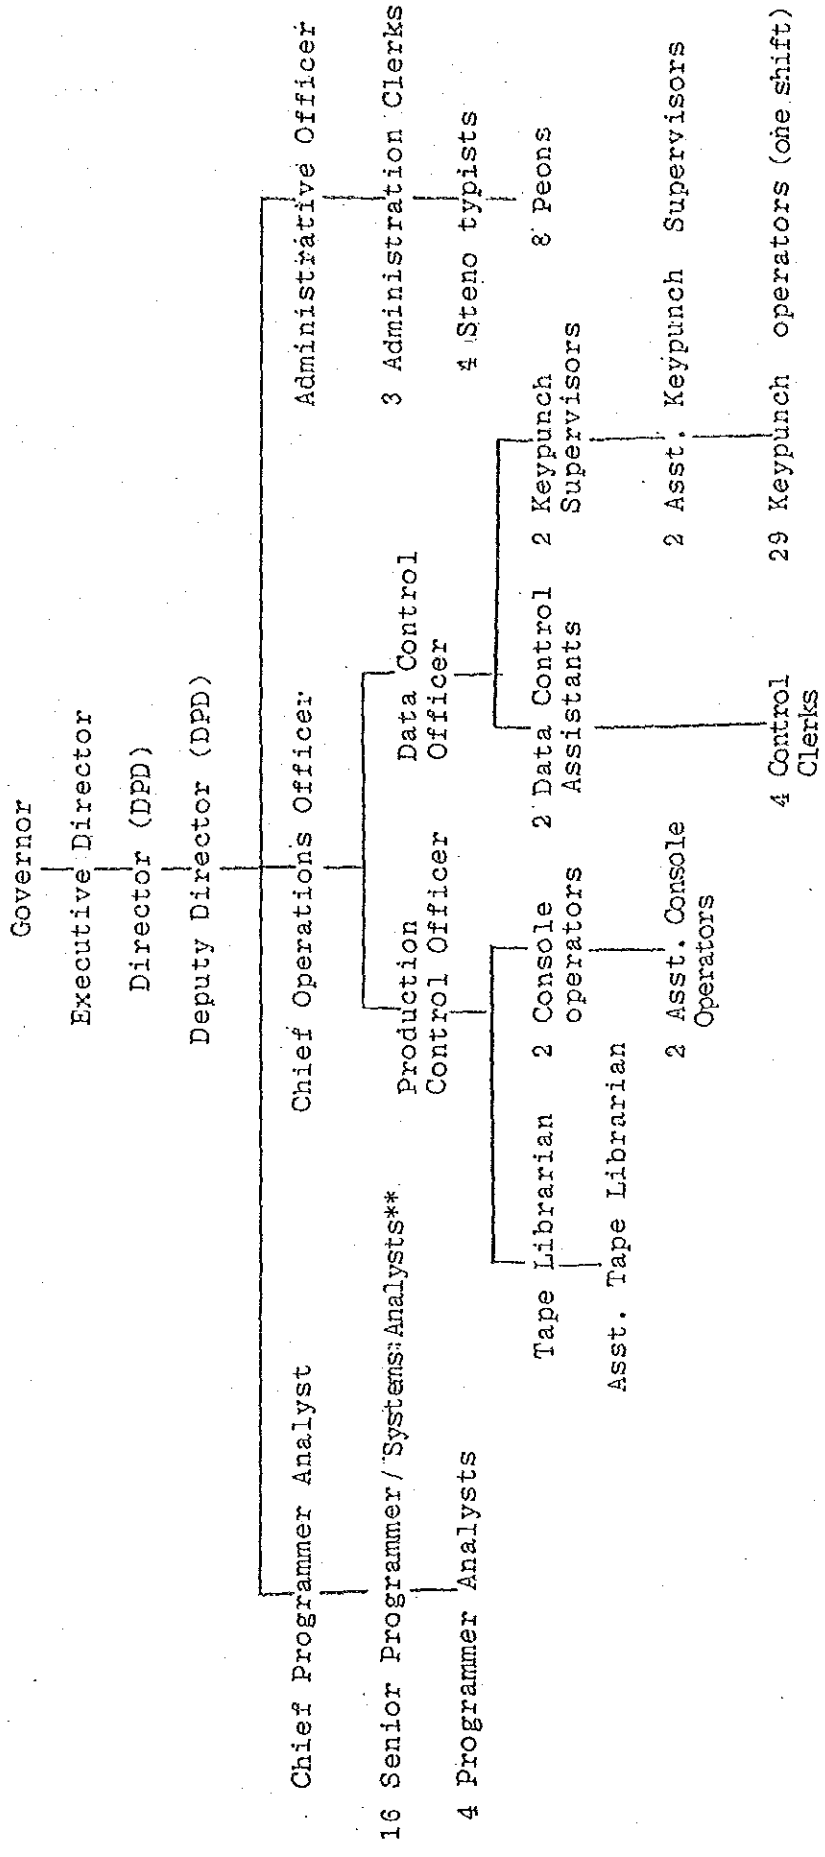 Governor
Executive Director
Director (DPD)
Deputy Director (DPD)
Chief Programmer Analyst
16 Senior Programmer/Systems Analysts**
4 Programmer Analysts
Chief Operations Officer
Production
Control Officer
Tape Librarian
Asst. Tape Librarian
2 Console
operators
2 Asst. Console
Operators
Data Control
Officer
2 Data Control
Assistants
4 Control
Clerks
2 Keypunch
Supervisors
2 Asst. Keypunch Supervisors
29 Keypunch operators (one shift)
Administrative Officer
3 Administration Clerks
4 Steno typists
8 Peons